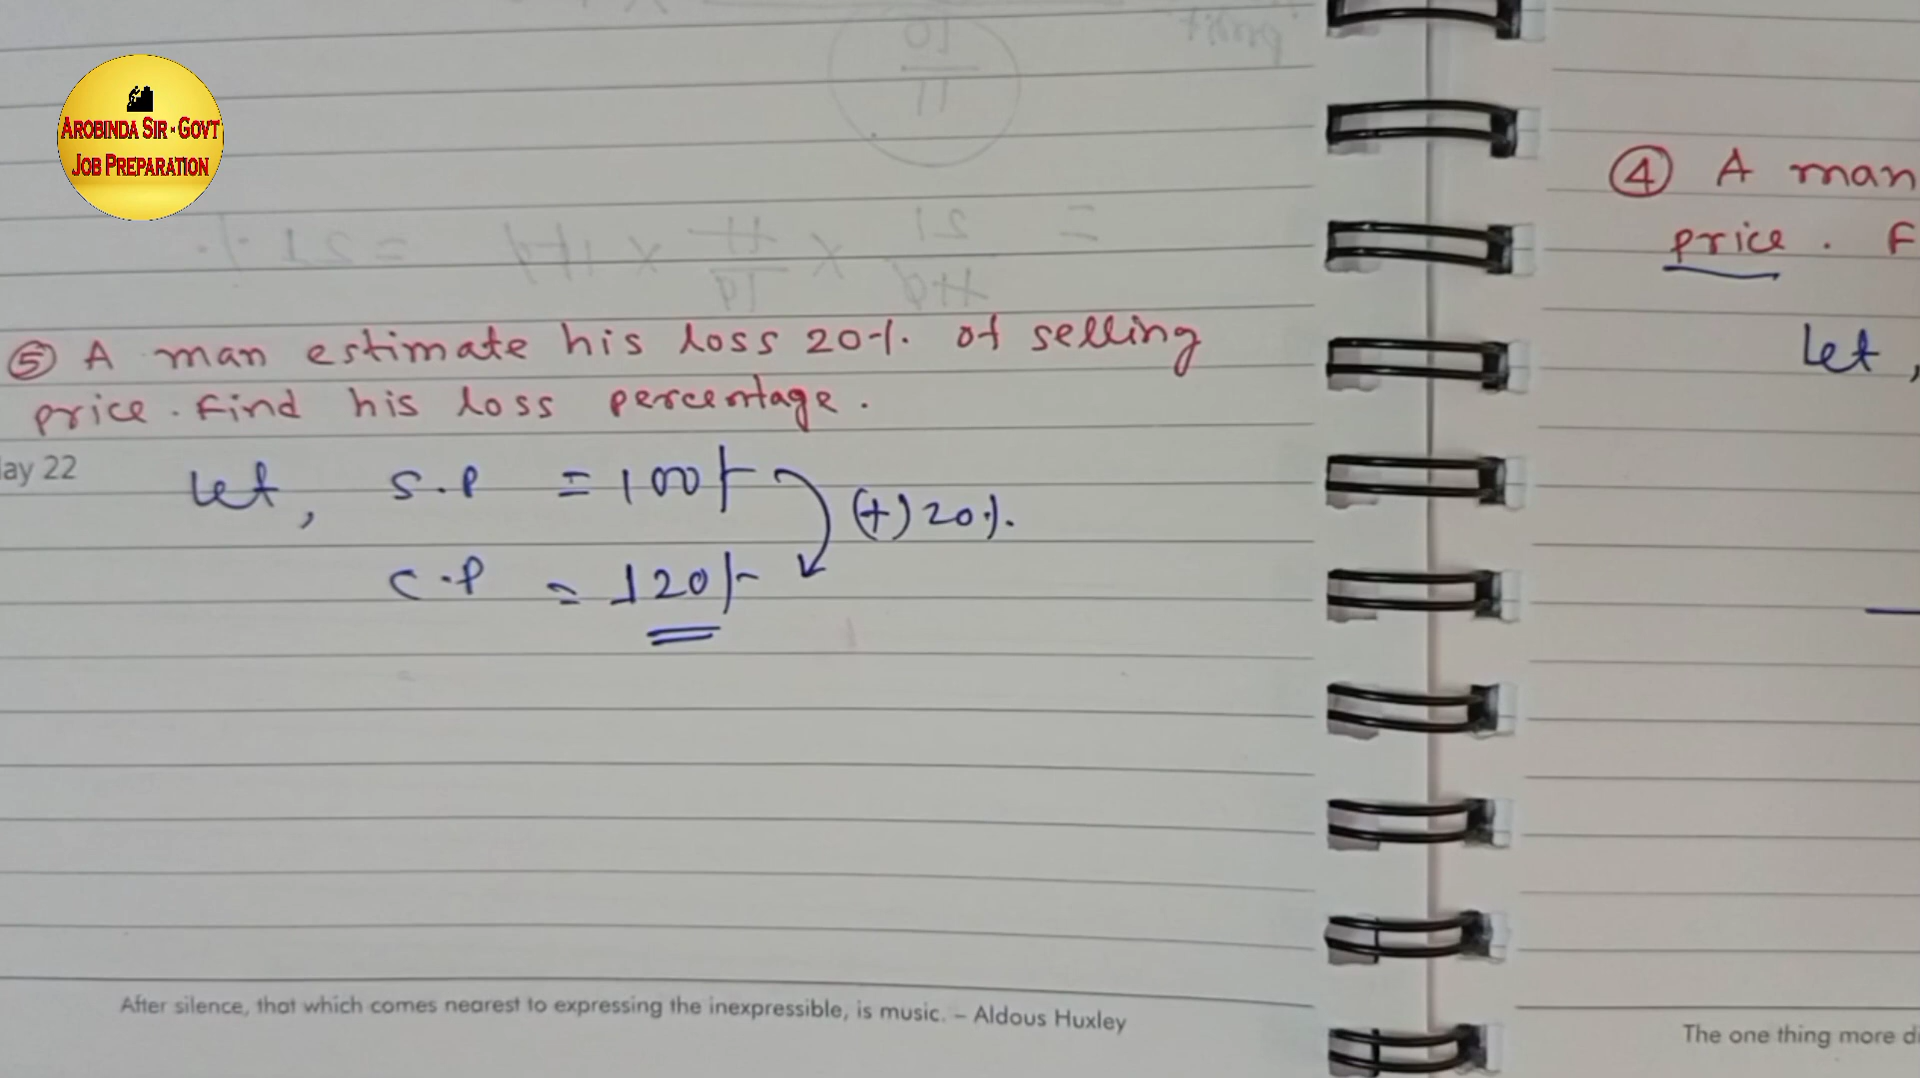 AROBINDA SIR - GOVT
JOB PREPARATION
⑤ A man estimate his loss 20%. of selling
price. Find his loss percentage.
ay 22
Let, S.P = 100/-
(+) 20%.
C.P = 120/-
After silence, that which comes nearest to expressing the inexpressible, is music. – Aldous Huxley
④ A man
price. F
Let,
The one thing more di